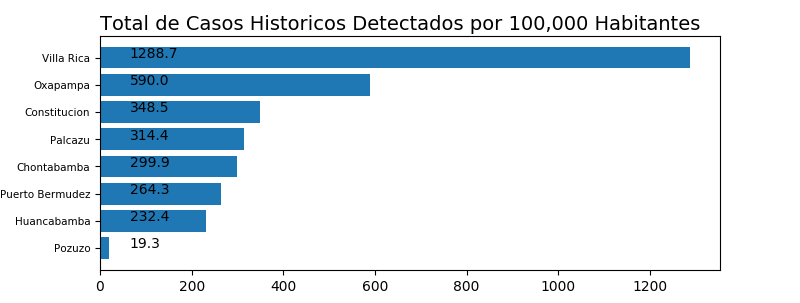 Total de Casos Historicos Detectados por 100,000 Habitantes
Villa Rica 1288.7
Oxapampa 590.0
Constitucion 348.5
Palcazu 314.4
Chontabamba 299.9
Puerto Bermudez 264.3
Huancabamba 232.4
Pozuzo 19.3
0 200 400 600 800 1000 1200